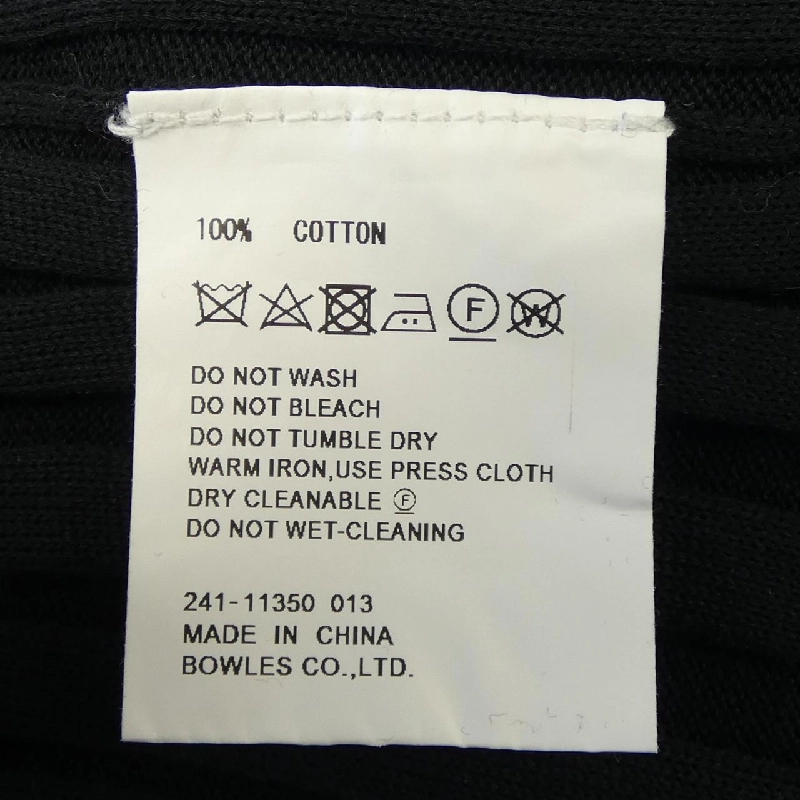 100% COTTON
F W
DO NOT WASH
DO NOT BLEACH
DO NOT TUMBLE DRY
WARM IRON,USE PRESS CLOTH
DRY CLEANABLE Ⓕ
DO NOT WET-CLEANING
241-11350 013
MADE IN CHINA
BOWLES CO.,LTD.